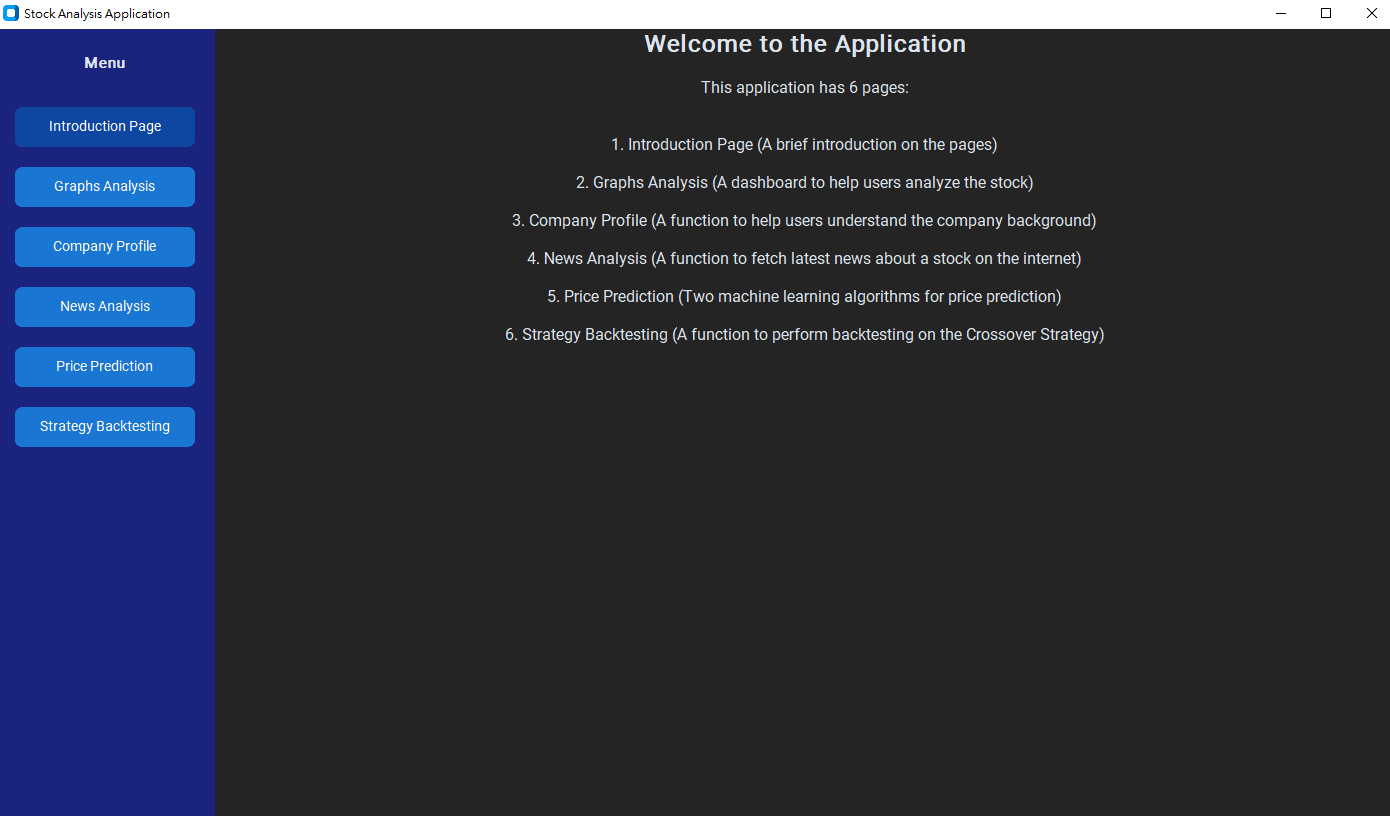 Stock Analysis Application
Menu
Introduction Page
Graphs Analysis
Company Profile
News Analysis
Price Prediction
Strategy Backtesting
Welcome to the Application
This application has 6 pages:
1. Introduction Page (A brief introduction on the pages)
2. Graphs Analysis (A dashboard to help users analyze the stock)
3. Company Profile (A function to help users understand the company background)
4. News Analysis (A function to fetch latest news about a stock on the internet)
5. Price Prediction (Two machine learning algorithms for price prediction)
6. Strategy Backtesting (A function to perform backtesting on the Crossover Strategy)